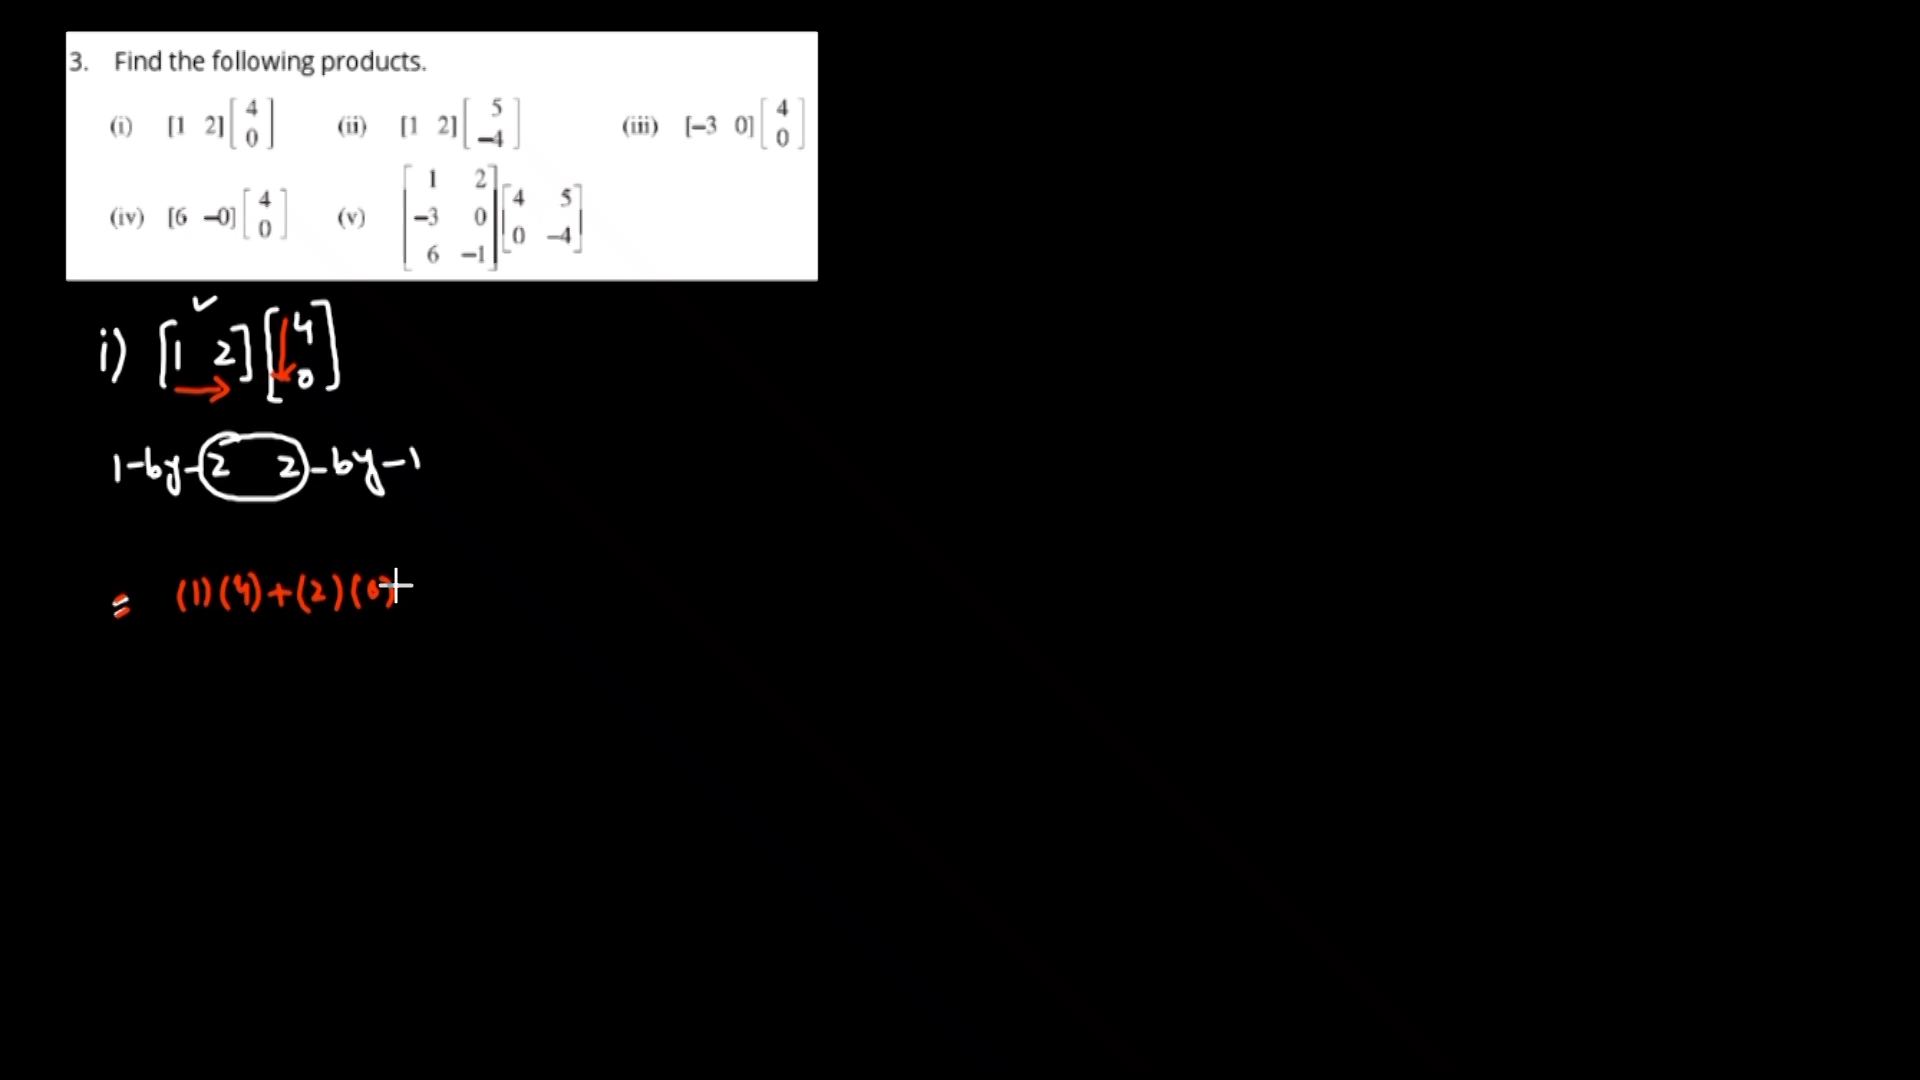 3. Find the following products.
(i) [1 2] [4 0] (ii) [1 2] [5 −4] (iii) [−3 0] [4 0]
(iv) [6 −0] [4 0] (v) [1 2 −3 0 6 −1] [4 5 0 −4]
i) [1 2] [4 0]
1-by-2 2-by-1
= (1)(4)+(2)(0)